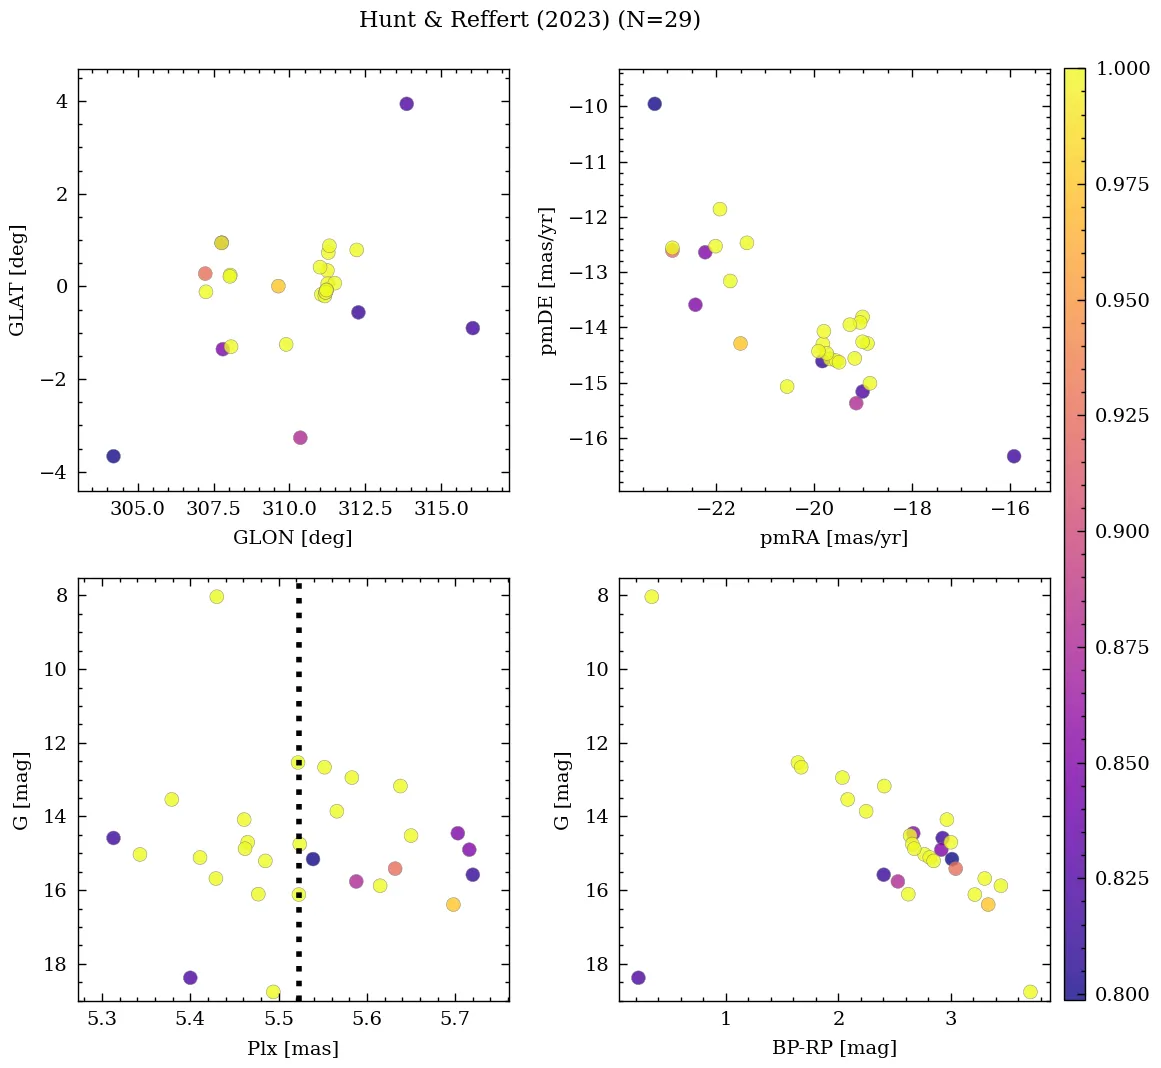 Hunt & Reffert (2023) (N=29)
4
2
0
−2
−4
GLAT [deg]
305.0 307.5 310.0 312.5 315.0
GLON [deg]
−10
−11
−12
−13
−14
−15
−16
pmDE [mas/yr]
−22 −20 −18 −16
pmRA [mas/yr]
8
10
12
14
16
18
G [mag]
5.3 5.4 5.5 5.6 5.7
Plx [mas]
8
10
12
14
16
18
G [mag]
1 2 3
BP-RP [mag]
1.000
0.975
0.950
0.925
0.900
0.875
0.850
0.825
0.800